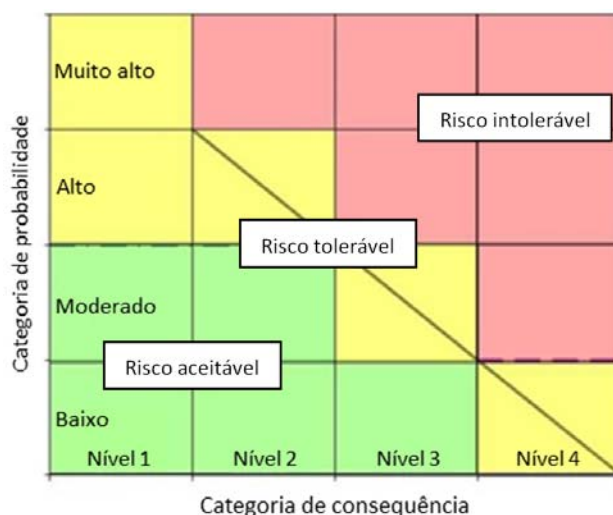 Categoria de probabilidade
Muito alto
Risco intolerável
Alto
Risco tolerável
Moderado
Risco aceitável
Baixo
Nível 1
Nível 2
Nível 3
Nível 4
Categoria de consequência